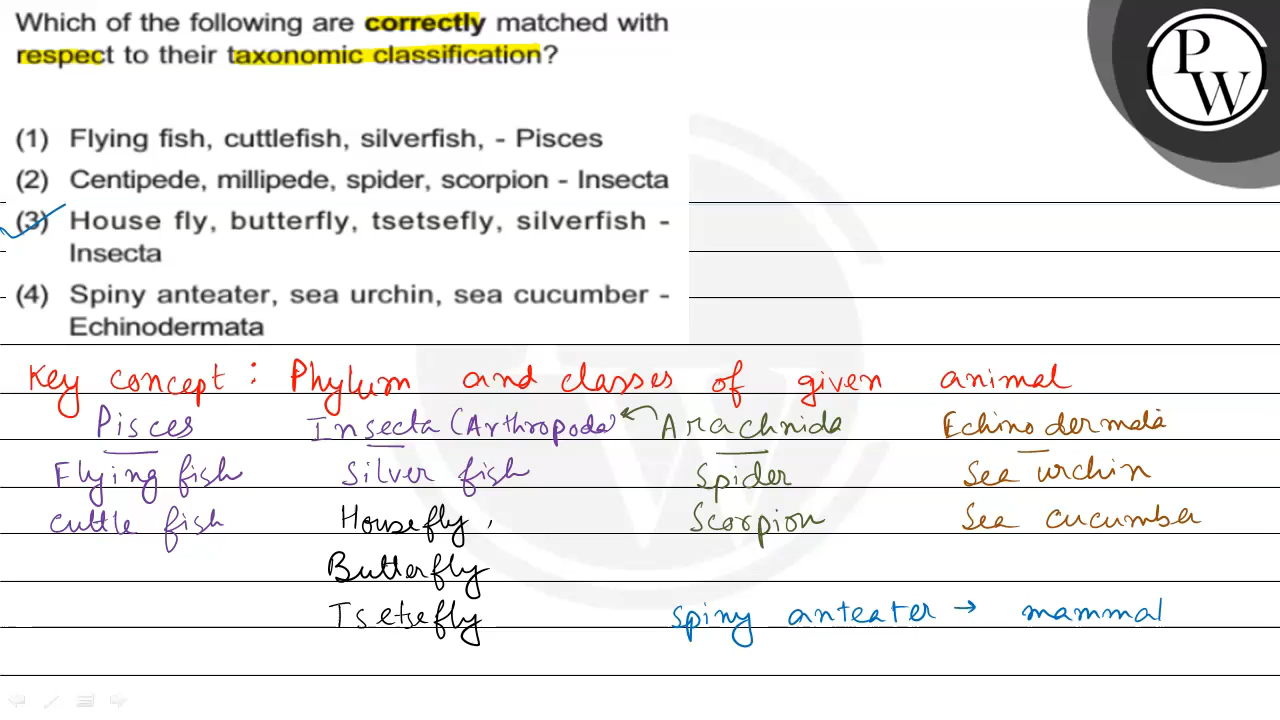 Which of the following are correctly matched with
respect to their taxonomic classification?
(1) Flying fish, cuttlefish, silverfish, - Pisces
(2) Centipede, millipede, spider, scorpion - Insecta
(3) House fly, butterfly, tsetsefly, silverfish -
Insecta
(4) Spiny anteater, sea urchin, sea cucumber -
Echinodermata
P
W
Key concept : Phylum and classes of given animal
Pisces Insecta (Arthropoda) Arachnida Echinodermata
Flying fish Silver fish Spider Sea urchin
Cuttle fish Housefly, Scorpion Sea cucumber
Butterfly
Tsetsefly Spiny anteater → mammal